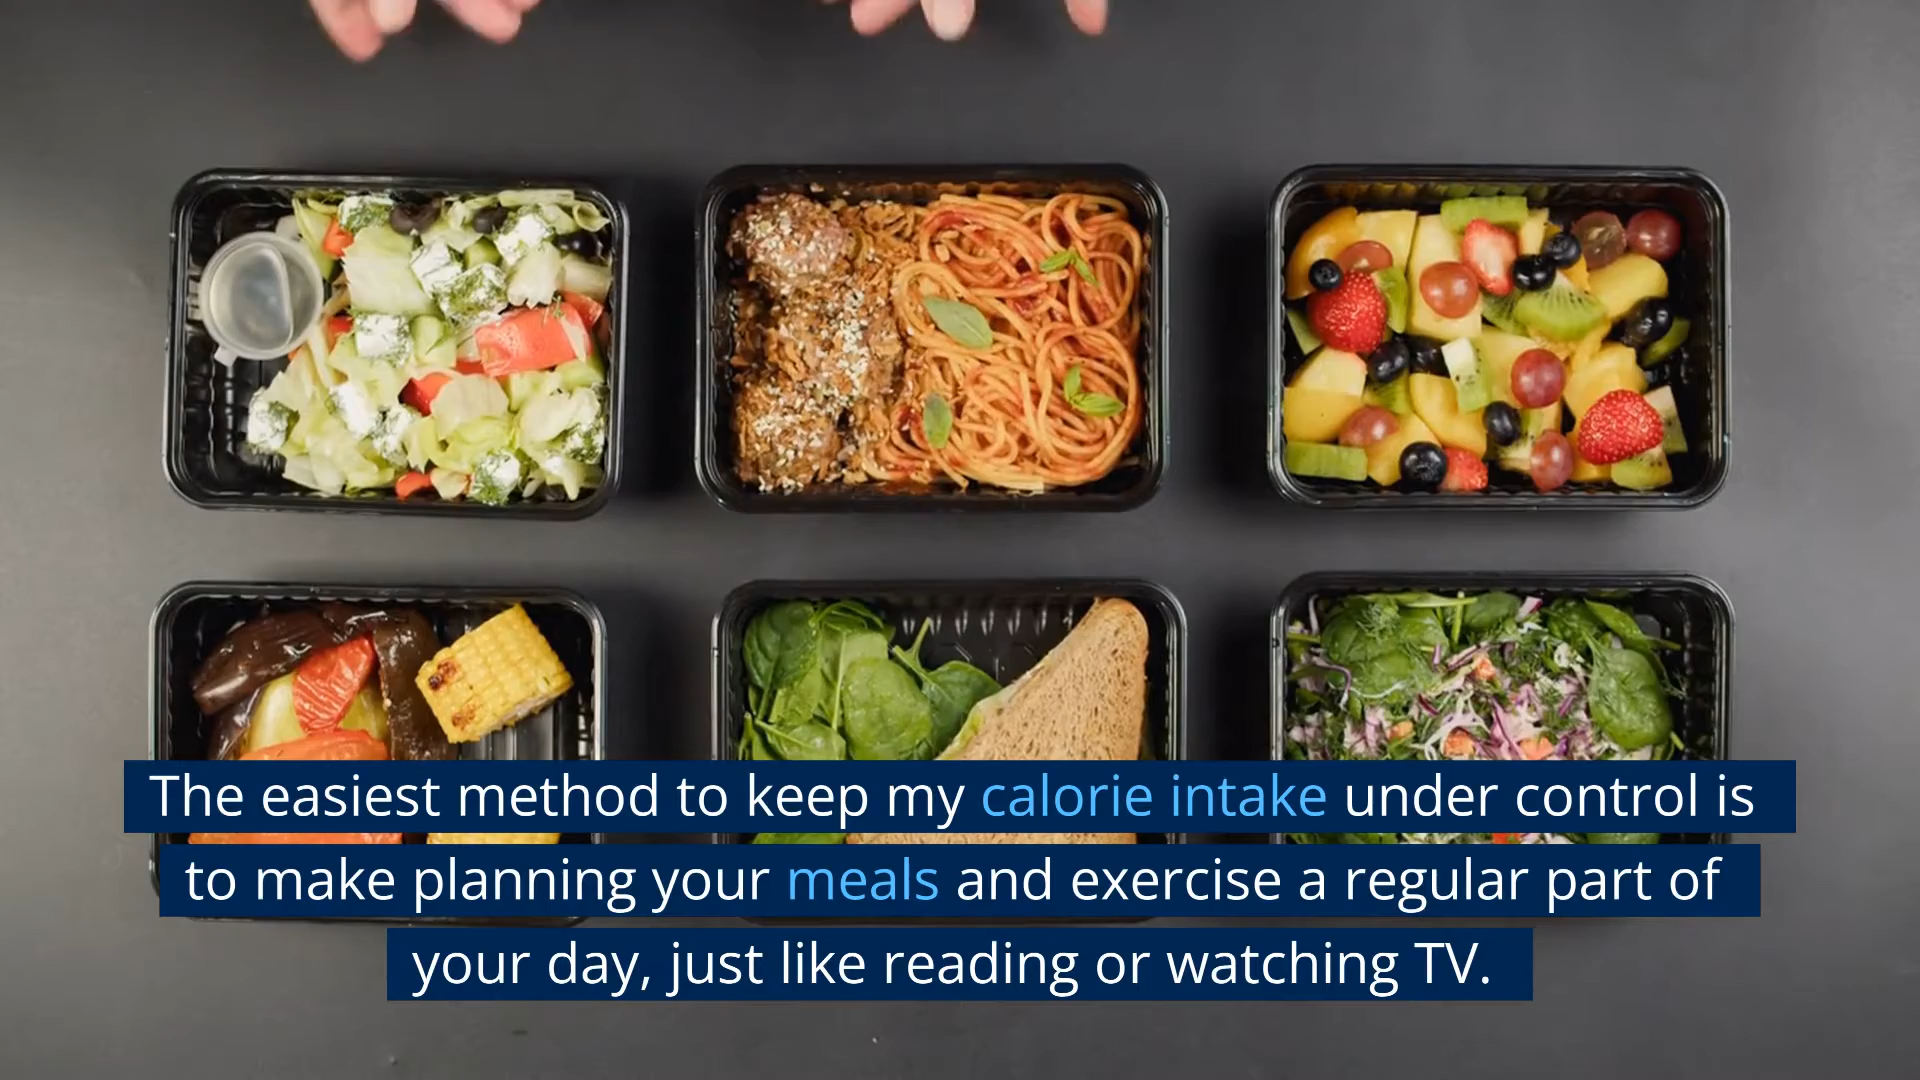 The easiest method to keep my calorie intake under control is
to make planning your meals and exercise a regular part of
your day, just like reading or watching TV.